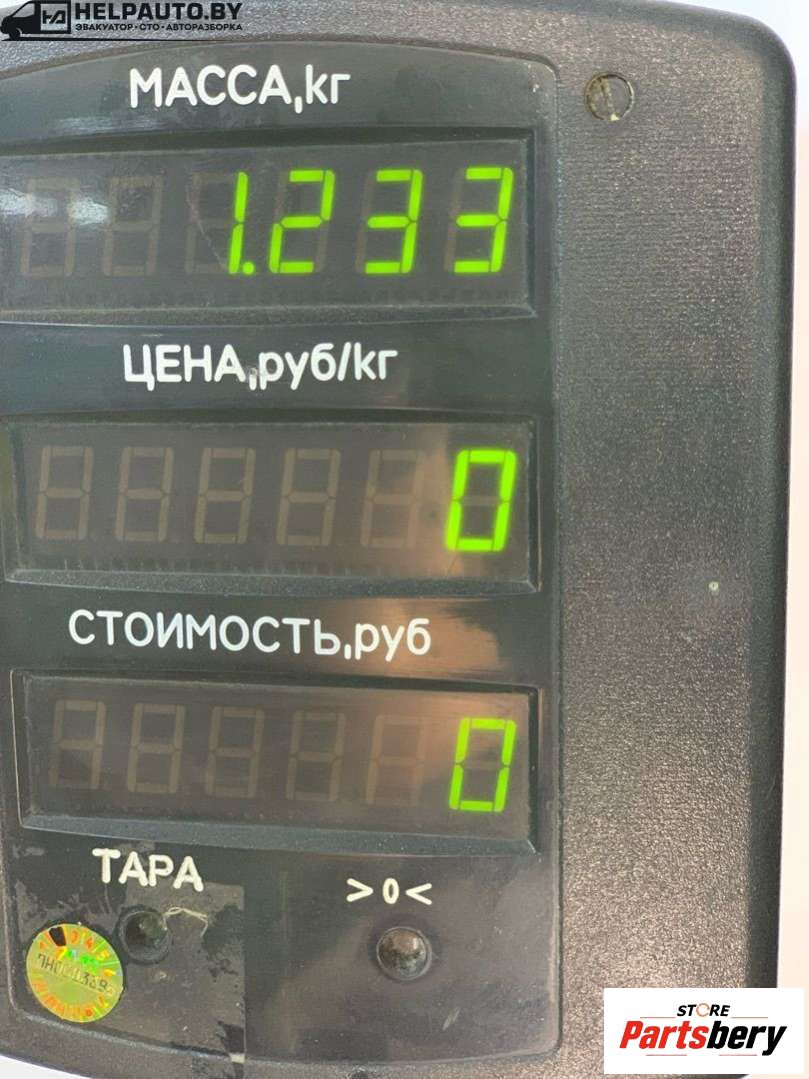 HELPAUTO.BY
ЭВАКУАТОР•СТО•АВТОРАЗБОРКА
МАССА,кг
1.233
ЦЕНА,руб/кг
0
СТОИМОСТЬ,руб
0
ТАРА
>0<
STORE
Partsbery